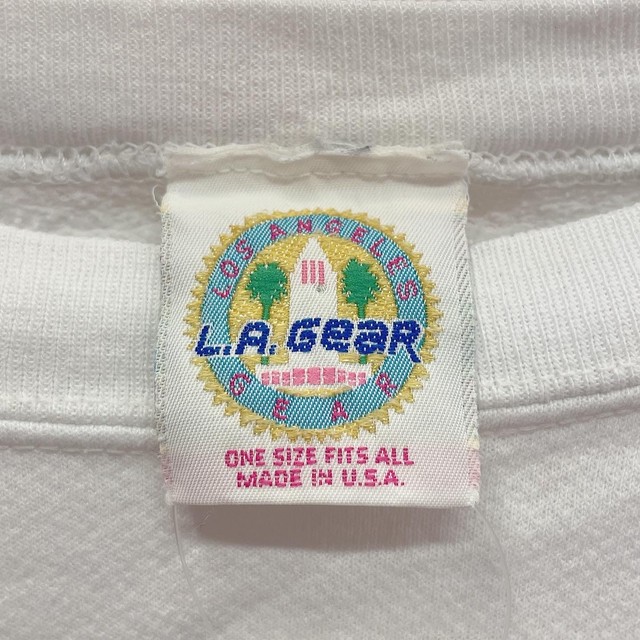 LOS ANGELES
L.A. GeaR
GEAR
ONE SIZE FITS ALL
MADE IN U.S.A.